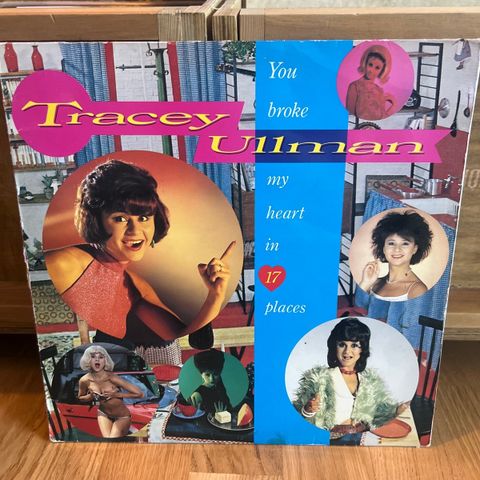 Tracey
Ullman
You
broke
my
heart
in
17
places